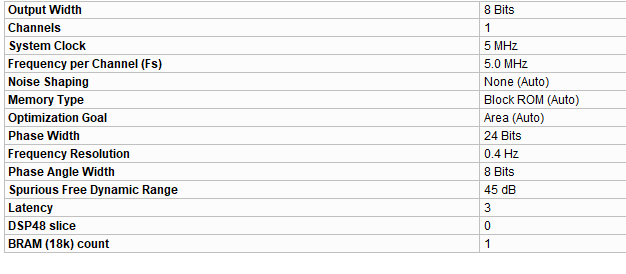 Output Width 8 Bits
Channels 1
System Clock 5 MHz
Frequency per Channel (Fs) 5.0 MHz
Noise Shaping None (Auto)
Memory Type Block ROM (Auto)
Optimization Goal Area (Auto)
Phase Width 24 Bits
Frequency Resolution 0.4 Hz
Phase Angle Width 8 Bits
Spurious Free Dynamic Range 45 dB
Latency 3
DSP48 slice 0
BRAM (18k) count 1